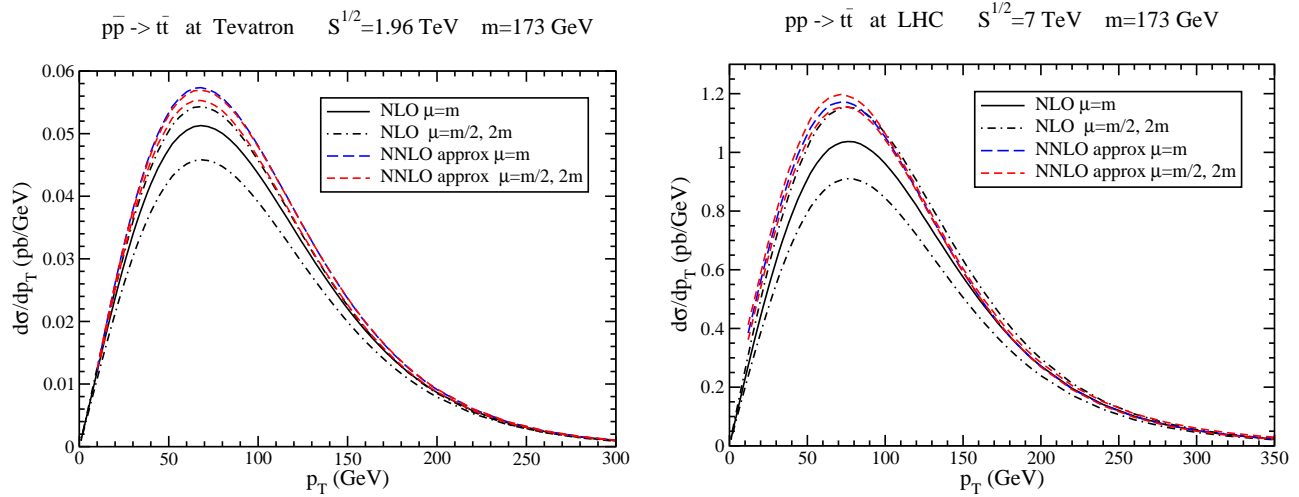 pp̄ -> tt̄ at Tevatron S^1/2=1.96 TeV m=173 GeV
0.06
0.05
0.04
0.03
0.02
0.01
0
dσ/dp_T (pb/GeV)
NLO μ=m
NLO μ=m/2, 2m
NNLO approx μ=m
NNLO approx μ=m/2, 2m
0 50 100 150 200 250 300
p_T (GeV)
pp -> tt̄ at LHC S^1/2=7 TeV m=173 GeV
1.2
1
0.8
0.6
0.4
0.2
0
dσ/dp_T (pb/GeV)
NLO μ=m
NLO μ=m/2, 2m
NNLO approx μ=m
NNLO approx μ=m/2, 2m
0 50 100 150 200 250 300 350
p_T (GeV)